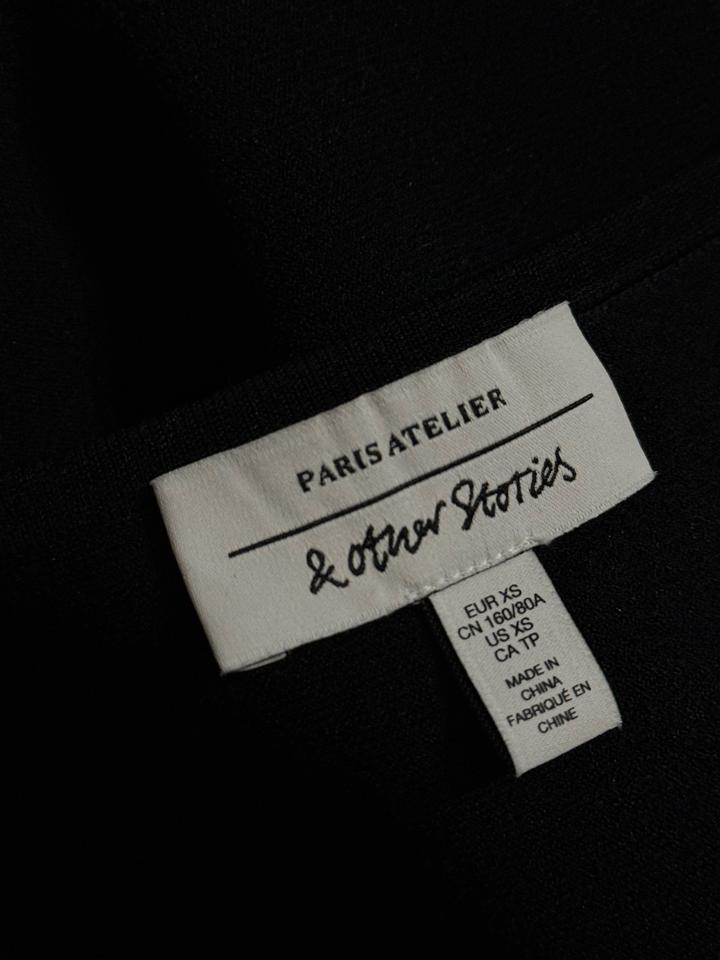 PARIS ATELIER
& other Stories
EUR XS
CN 160/80A
US XS
CA TP
MADE IN
CHINA
FABRIQUÉ EN
CHINE